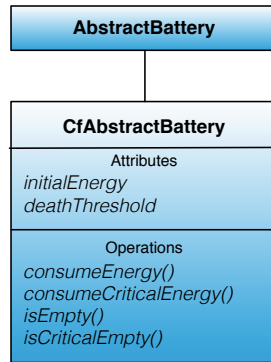 AbstractBattery
CfAbstractBattery
Attributes
initialEnergy
deathThreshold
Operations
consumeEnergy()
consumeCriticalEnergy()
isEmpty()
isCriticalEmpty()